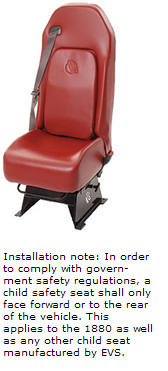 Installation note: In order
to comply with govern-
ment safety regulations, a
child safety seat shall only
face forward or to the rear
of the vehicle. This
applies to the 1880 as well
as any other child seat
manufactured by EVS.